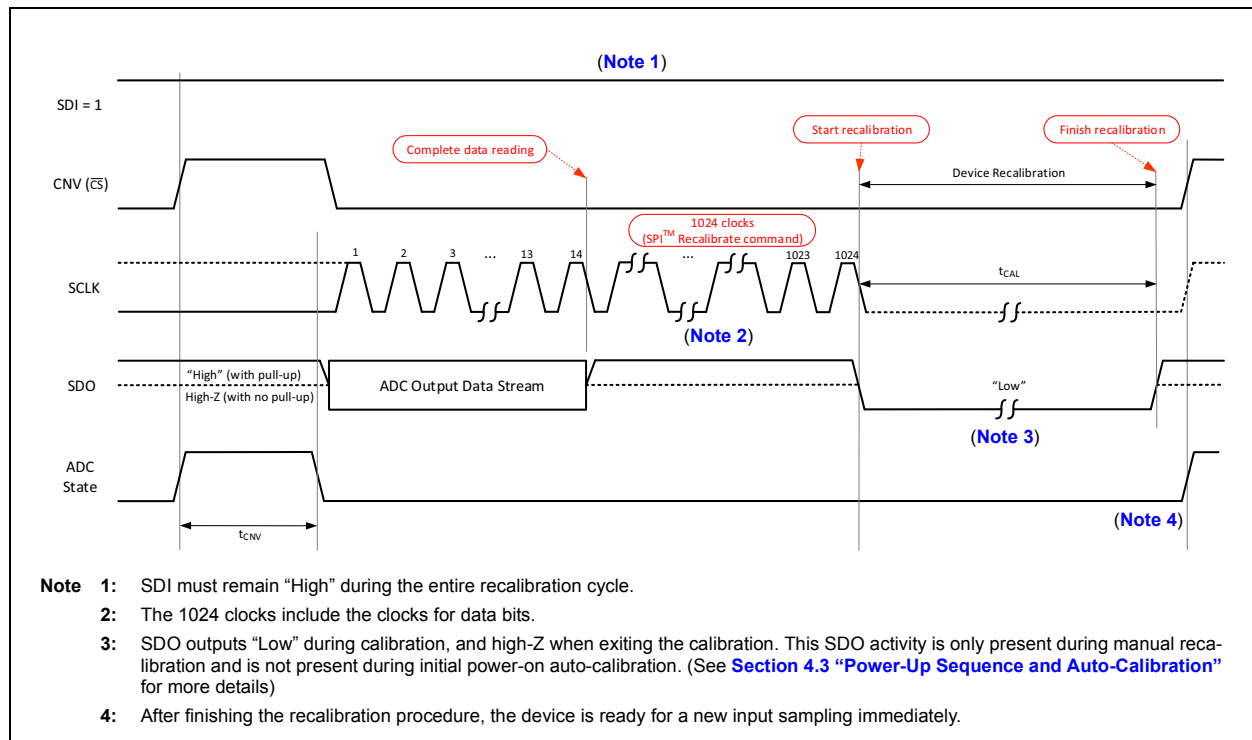 (Note 1)
SDI = 1
Complete data reading
Start recalibration
Finish recalibration
CNV (CS)
Device Recalibration
1024 clocks
(SPI™ Recalibrate command)
1 2 3 ... 13 14 ... 1023 1024
SCLK
tCAL
(Note 2)
SDO
"High" (with pull-up)
High-Z (with no pull-up)
ADC Output Data Stream
"Low"
(Note 3)
ADC
State
(Note 4)
tCNV
Note 1: SDI must remain “High” during the entire recalibration cycle.
2: The 1024 clocks include the clocks for data bits.
3: SDO outputs “Low” during calibration, and high-Z when exiting the calibration. This SDO activity is only present during manual reca-
libration and is not present during initial power-on auto-calibration. (See Section 4.3 “Power-Up Sequence and Auto-Calibration”
for more details)
4: After finishing the recalibration procedure, the device is ready for a new input sampling immediately.